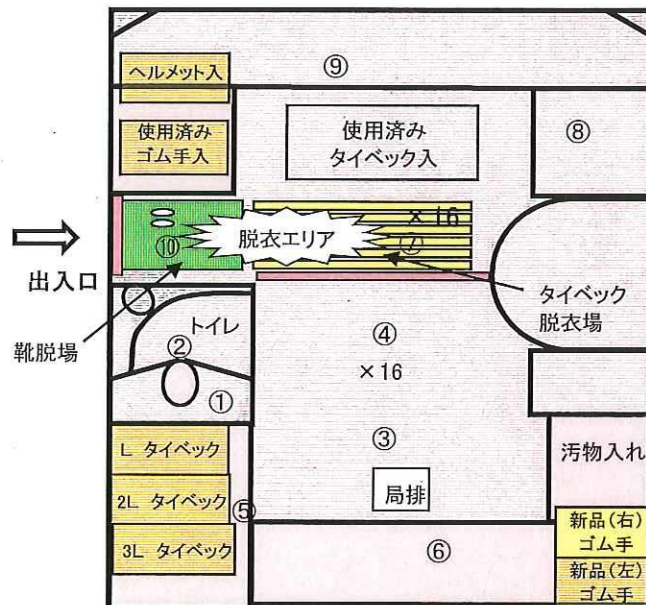 ⑨
ヘルメット入
使用済み
ゴム手入
使用済み
タイベック入
⑧
×16
脱衣エリア
⑩
⑦
出入口
靴脱場
タイベック
脱衣場
トイレ
②
①
④
×16
③
局排
L タイベック
2L タイベック
3L タイベック
⑤
⑥
汚物入れ
新品(右)
ゴム手
新品(左)
ゴム手